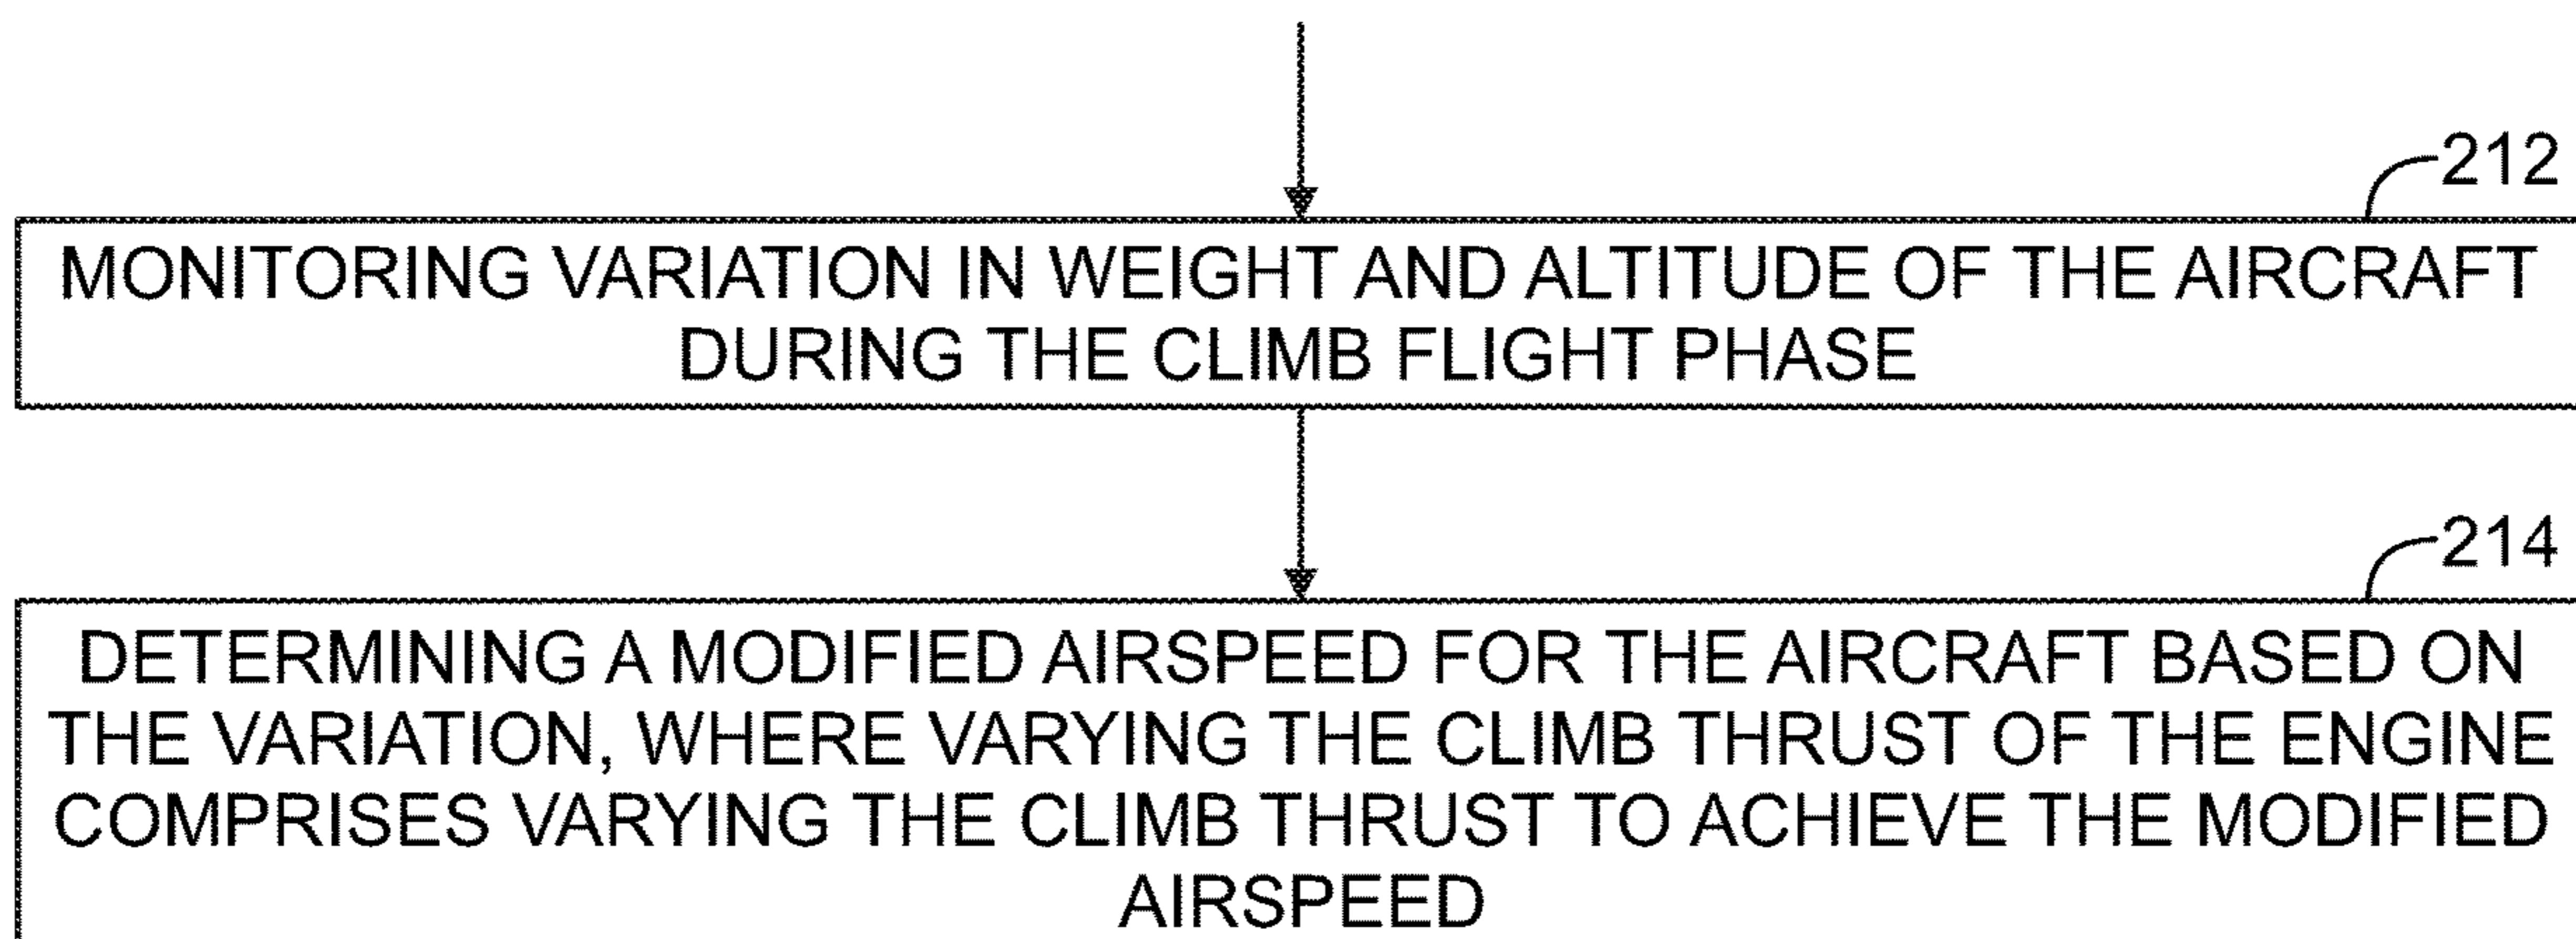 212
MONITORING VARIATION IN WEIGHT AND ALTITUDE OF THE AIRCRAFT
DURING THE CLIMB FLIGHT PHASE
214
DETERMINING A MODIFIED AIRSPEED FOR THE AIRCRAFT BASED ON
THE VARIATION, WHERE VARYING THE CLIMB THRUST OF THE ENGINE
COMPRISES VARYING THE CLIMB THRUST TO ACHIEVE THE MODIFIED
AIRSPEED